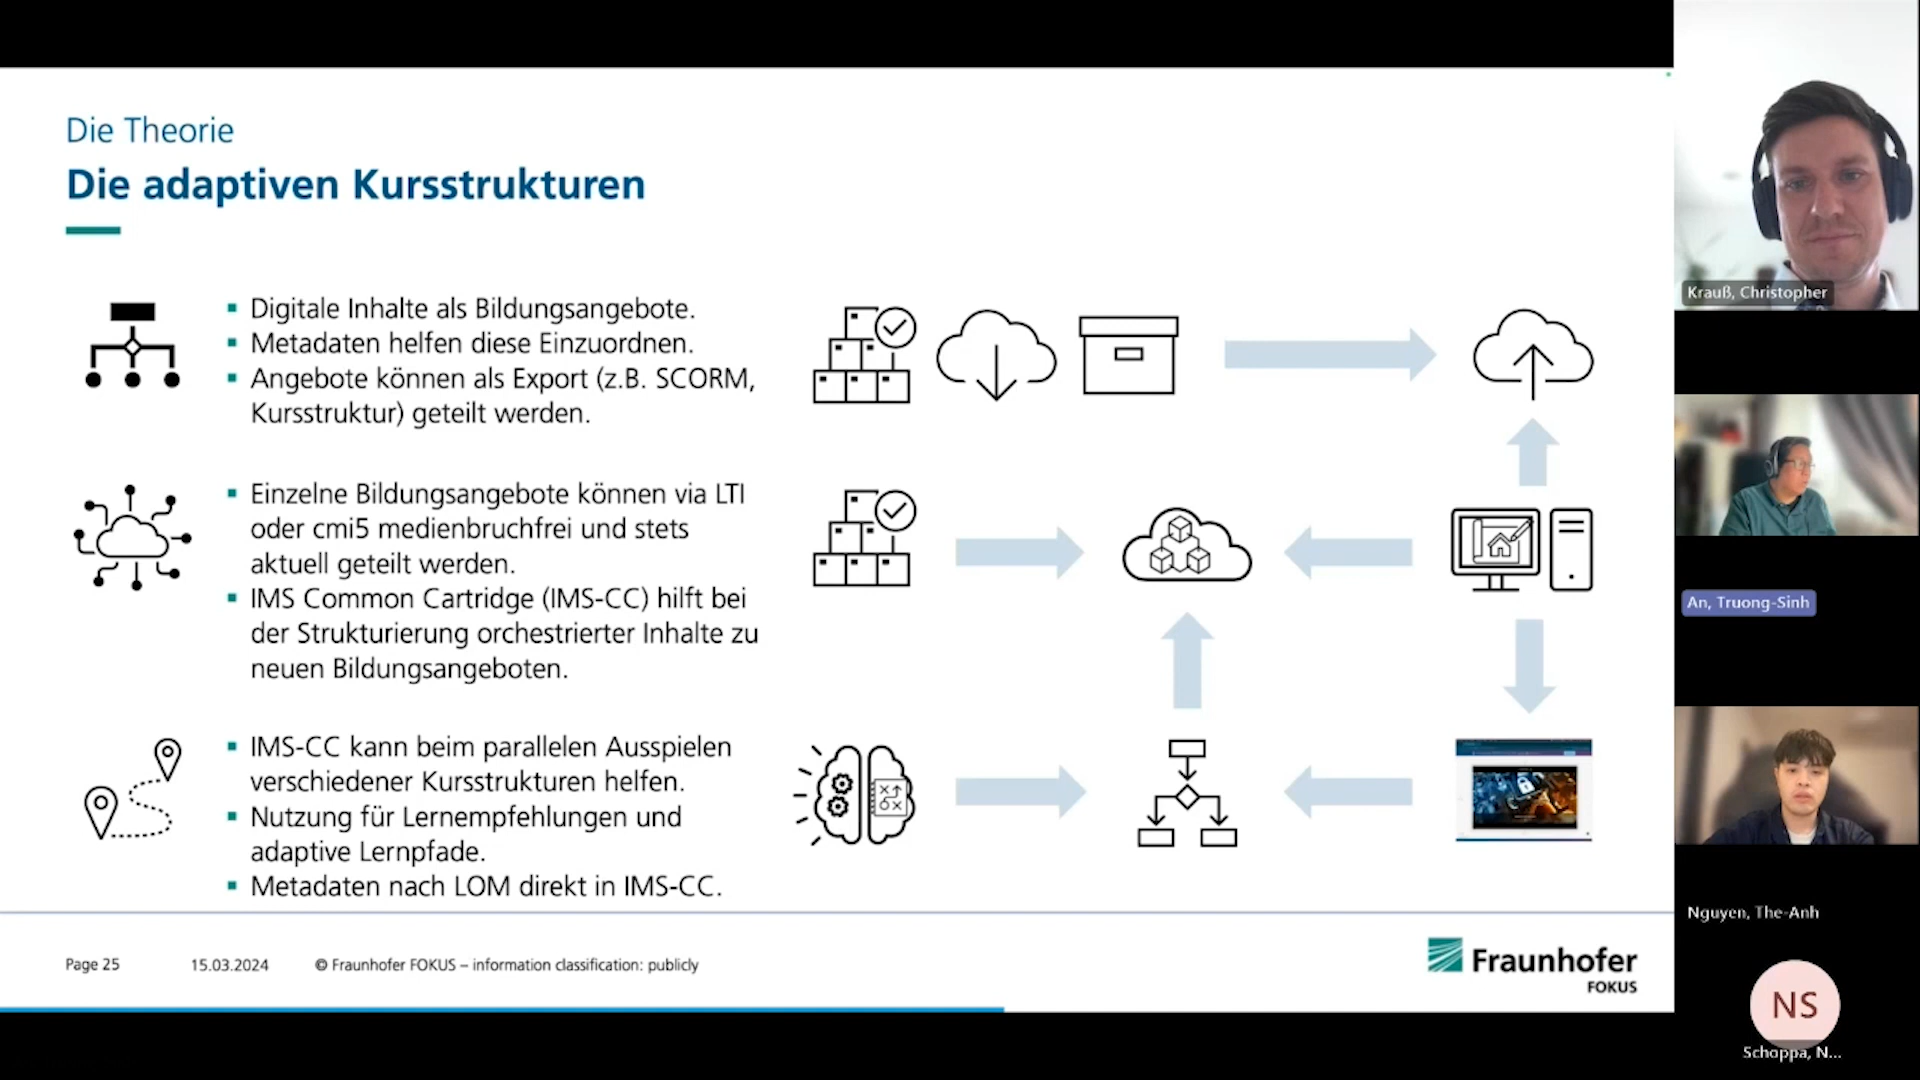 Die Theorie
Die adaptiven Kursstrukturen
Digitale Inhalte als Bildungsangebote.
Metadaten helfen diese Einzuordnen.
Angebote können als Export (z.B. SCORM,
Kursstruktur) geteilt werden.
Einzelne Bildungsangebote können via LTI
oder cmi5 medienbruchfrei und stets
aktuell geteilt werden.
IMS Common Cartridge (IMS-CC) hilft bei
der Strukturierung orchestrierter Inhalte zu
neuen Bildungsangeboten.
IMS-CC kann beim parallelen Ausspielen
verschiedener Kursstrukturen helfen.
Nutzung für Lernempfehlungen und
adaptive Lernpfade.
Metadaten nach LOM direkt in IMS-CC.
Page 25
15.03.2024
© Fraunhofer FOKUS – information classification: publicly
Fraunhofer
FOKUS
Krauß, Christopher
An, Truong-Sinh
Nguyen, The-Anh
NS
Schoppa, N...